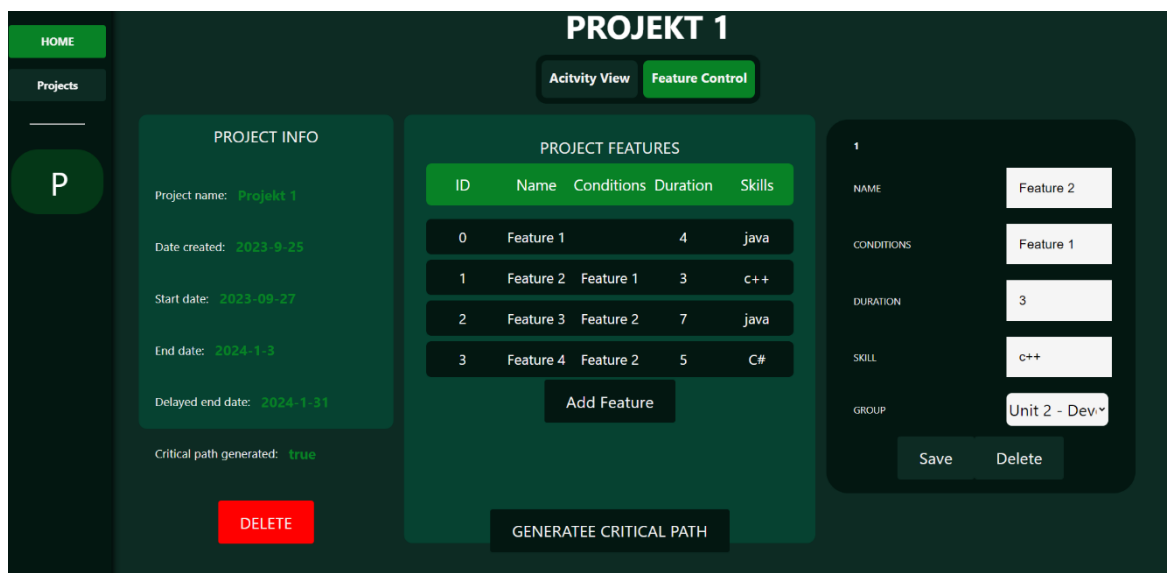 PROJEKT 1
HOME
Projects
P
Acitvity View Feature Control
PROJECT INFO
Project name: Projekt 1
Date created: 2023-9-25
Start date: 2023-09-27
End date: 2024-1-3
Delayed end date: 2024-1-31
Critical path generated: true
DELETE
PROJECT FEATURES
ID Name Conditions Duration Skills
0 Feature 1 4 java
1 Feature 2 Feature 1 3 c++
2 Feature 3 Feature 2 7 java
3 Feature 4 Feature 2 5 C#
Add Feature
GENERATEE CRITICAL PATH
1
NAME Feature 2
CONDITIONS Feature 1
DURATION 3
SKILL c++
GROUP Unit 2 - Dev
Save Delete